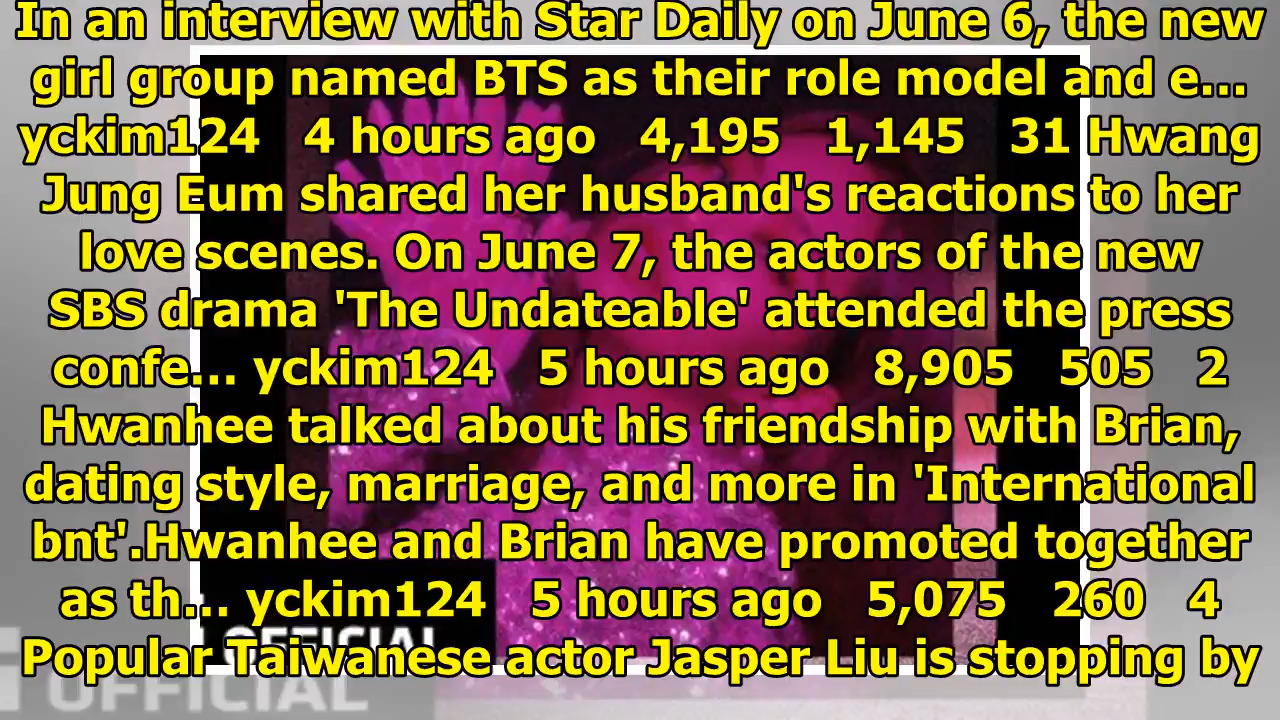 In an interview with Star Daily on June 6, the new
girl group named BTS as their role model and e...
yckim124 4 hours ago 4,195 1,145 31 Hwang
Jung Eum shared her husband's reactions to her
love scenes. On June 7, the actors of the new
SBS drama 'The Undateable' attended the press
confe... yckim124 5 hours ago 8,905 505 2
Hwanhee talked about his friendship with Brian,
dating style, marriage, and more in 'International
bnt'.Hwanhee and Brian have promoted together
as th... yckim124 5 hours ago 5,075 260 4
OFFICIAL
Popular Taiwanese actor Jasper Liu is stopping by
OFFICIAL